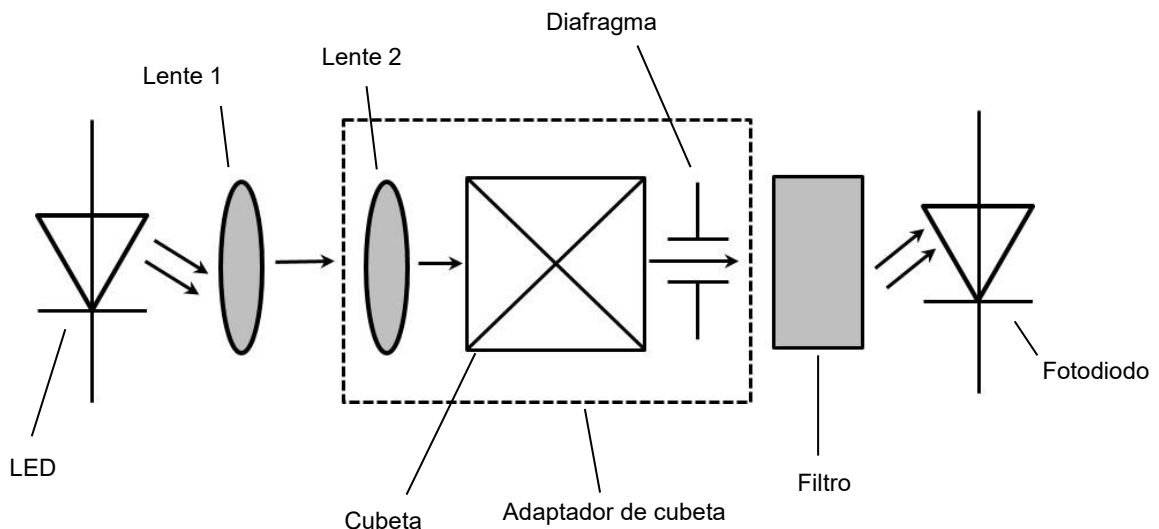 Diafragma
Lente 2
Lente 1
Fotodiodo
LED
Filtro
Adaptador de cubeta
Cubeta